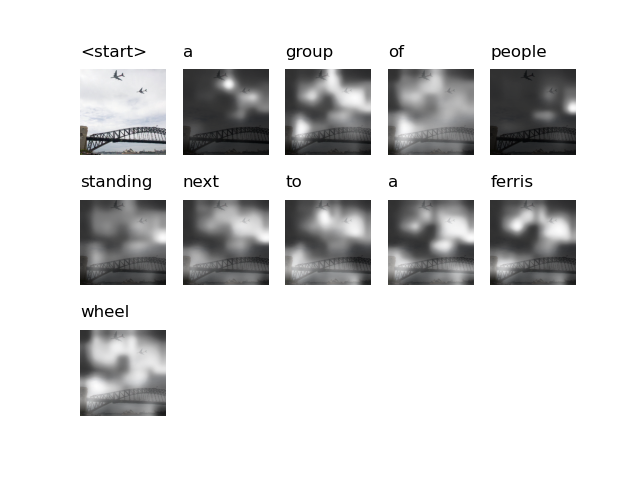 <start> a group of people
standing next to a ferris
wheel